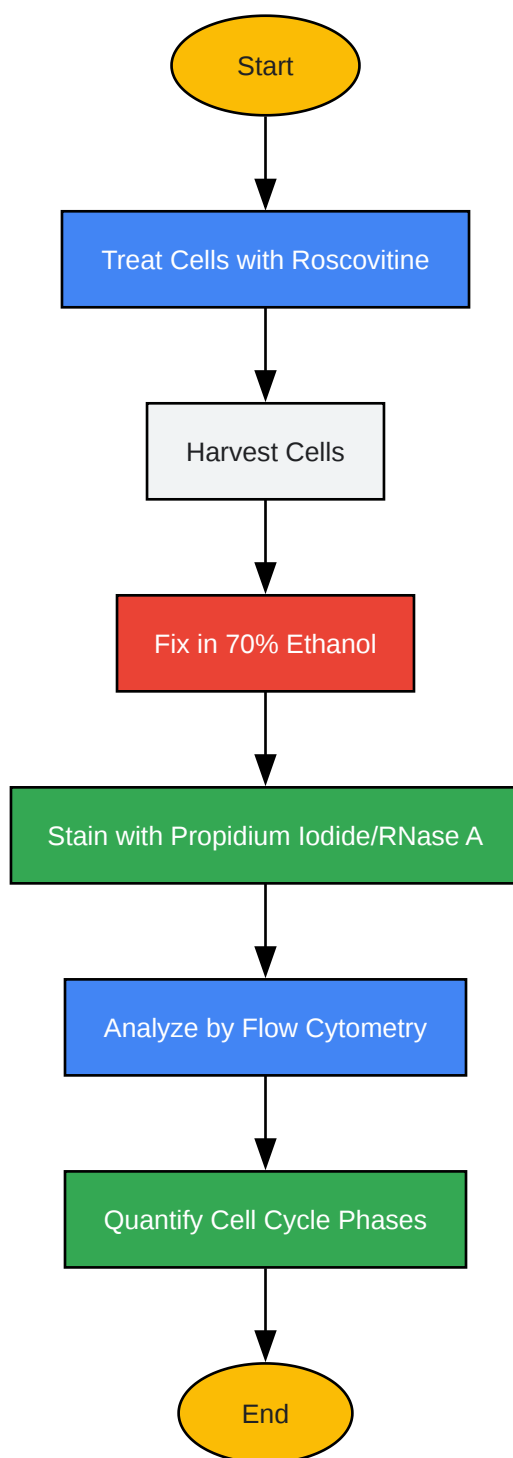 Start
Treat Cells with Roscovitine
Harvest Cells
Fix in 70% Ethanol
Stain with Propidium Iodide/RNase A
Analyze by Flow Cytometry
Quantify Cell Cycle Phases
End